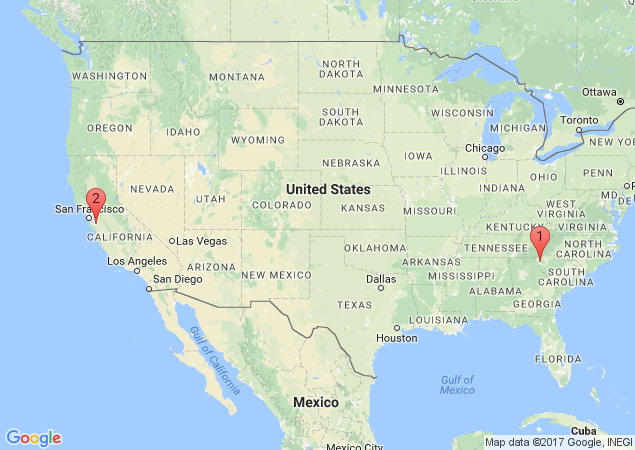 Ottawa
WASHINGTON
MONTANA
NORTH
DAKOTA
MINNESOTA
Toronto
OREGON
IDAHO
SOUTH
DAKOTA
MICHIGAN
WYOMING
Chicago
NEW YORK
NEBRASKA
IOWA
ILLINOIS
OHIO
PENN
NEVADA
UTAH
United States
INDIANA
MD
DE
2
San Francisco
COLORADO
KANSAS
MISSOURI
WEST
VIRGINIA
KENTUCKY
VIRGINIA
CALIFORNIA
Las Vegas
1
OKLAHOMA
TENNESSEE
NORTH
CAROLINA
Los Angeles
ARIZONA
NEW MEXICO
ARKANSAS
MISSISSIPPI
SOUTH
CAROLINA
San Diego
Dallas
ALABAMA
GEORGIA
TEXAS
LOUISIANA
Houston
Gulf of
California
FLORIDA
Gulf of
Mexico
Mexico
Cuba
Google
Mexico City
Map data ©2017 Google, INEGI